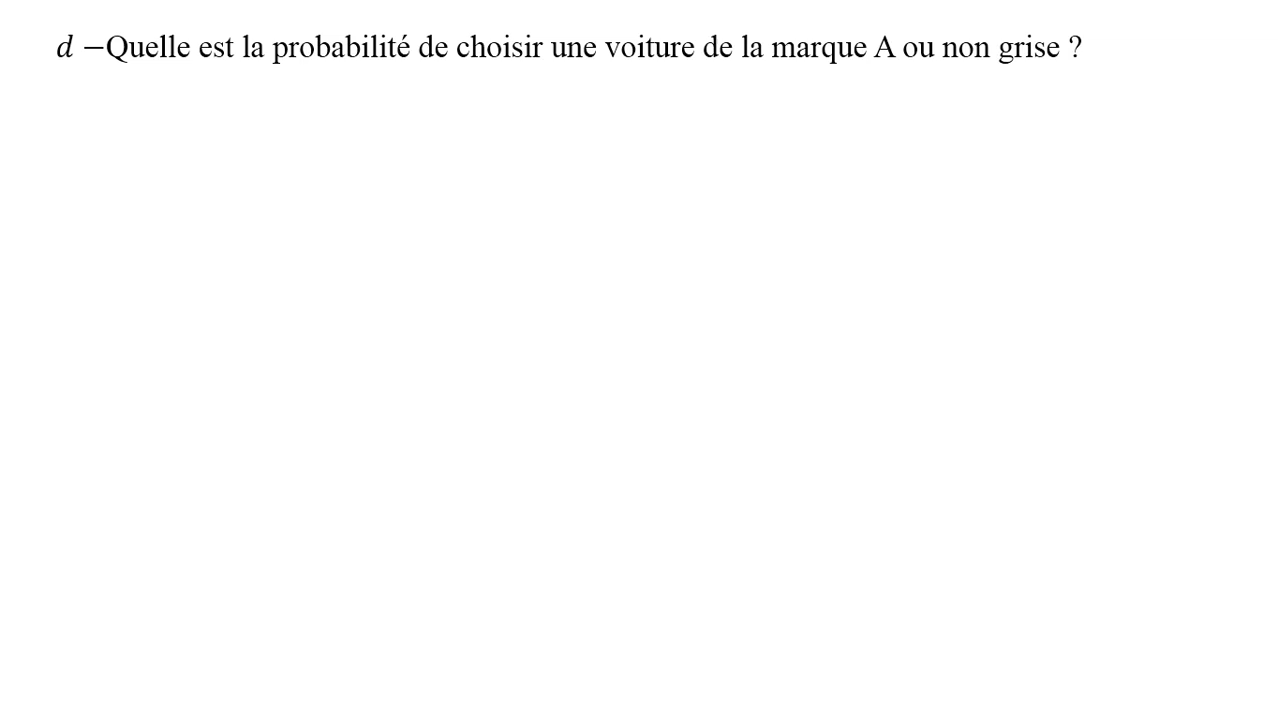 d −Quelle est la probabilité de choisir une voiture de la marque A ou non grise ?